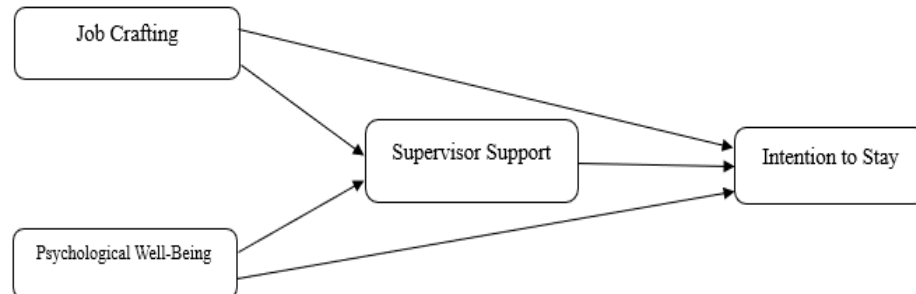 Job Crafting
Supervisor Support
Intention to Stay
Psychological Well-Being